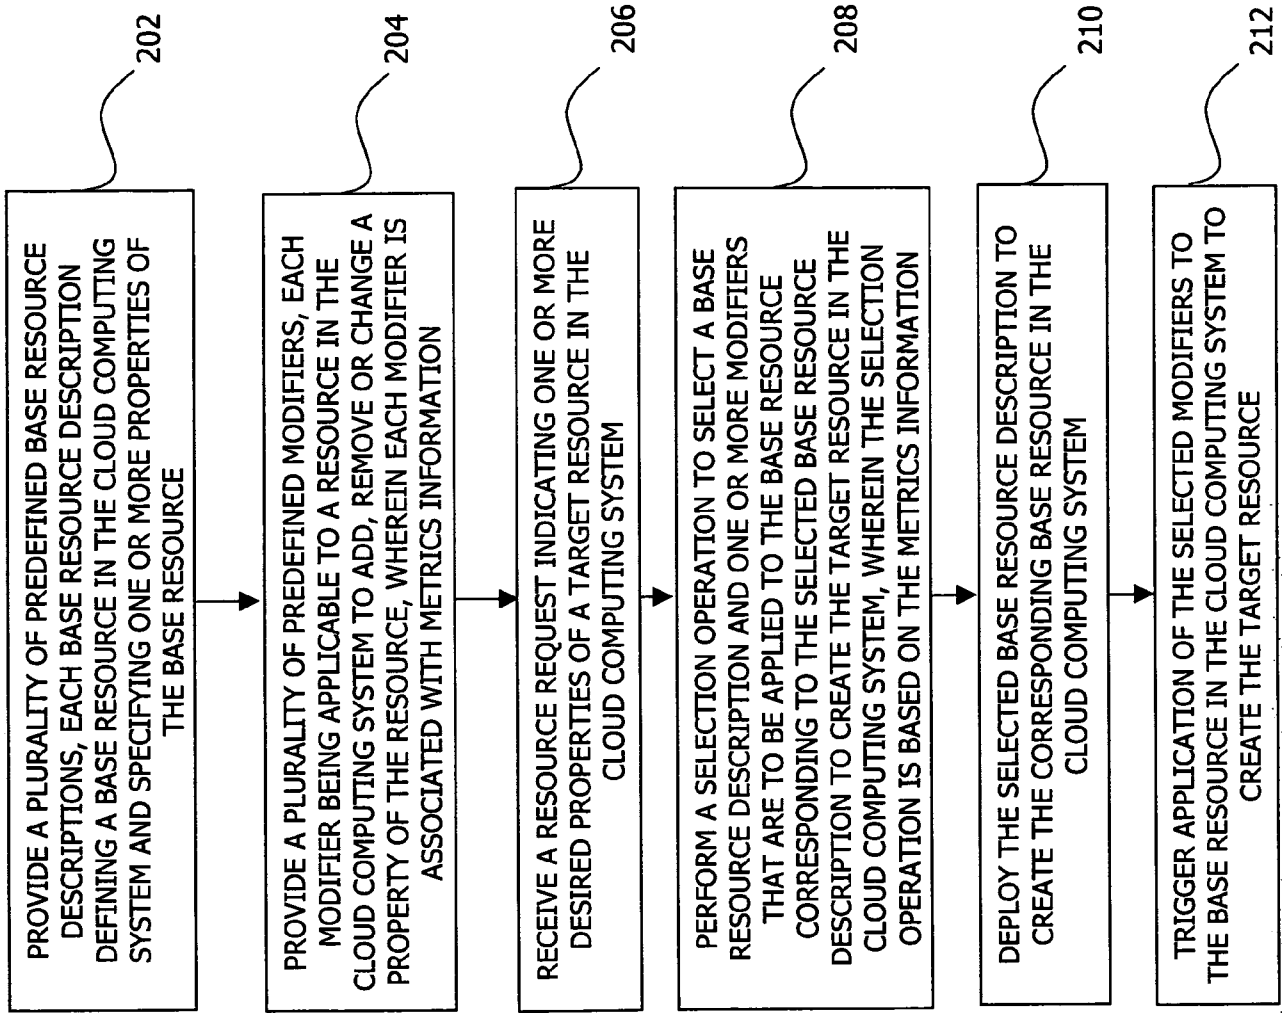 PROVIDE A PLURALITY OF PREDEFINED BASE RESOURCE
DESCRIPTIONS, EACH BASE RESOURCE DESCRIPTION
DEFINING A BASE RESOURCE IN THE CLOUD COMPUTING
SYSTEM AND SPECIFYING ONE OR MORE PROPERTIES OF
THE BASE RESOURCE
202
PROVIDE A PLURALITY OF PREDEFINED MODIFIERS, EACH
MODIFIER BEING APPLICABLE TO A RESOURCE IN THE
CLOUD COMPUTING SYSTEM TO ADD, REMOVE OR CHANGE A
PROPERTY OF THE RESOURCE, WHEREIN EACH MODIFIER IS
ASSOCIATED WITH METRICS INFORMATION
204
RECEIVE A RESOURCE REQUEST INDICATING ONE OR MORE
DESIRED PROPERTIES OF A TARGET RESOURCE IN THE
CLOUD COMPUTING SYSTEM
206
PERFORM A SELECTION OPERATION TO SELECT A BASE
RESOURCE DESCRIPTION AND ONE OR MORE MODIFIERS
THAT ARE TO BE APPLIED TO THE BASE RESOURCE
CORRESPONDING TO THE SELECTED BASE RESOURCE
DESCRIPTION TO CREATE THE TARGET RESOURCE IN THE
CLOUD COMPUTING SYSTEM, WHEREIN THE SELECTION
OPERATION IS BASED ON THE METRICS INFORMATION
208
DEPLOY THE SELECTED BASE RESOURCE DESCRIPTION TO
CREATE THE CORRESPONDING BASE RESOURCE IN THE
CLOUD COMPUTING SYSTEM
210
TRIGGER APPLICATION OF THE SELECTED MODIFIERS TO
THE BASE RESOURCE IN THE CLOUD COMPUTING SYSTEM TO
CREATE THE TARGET RESOURCE
212